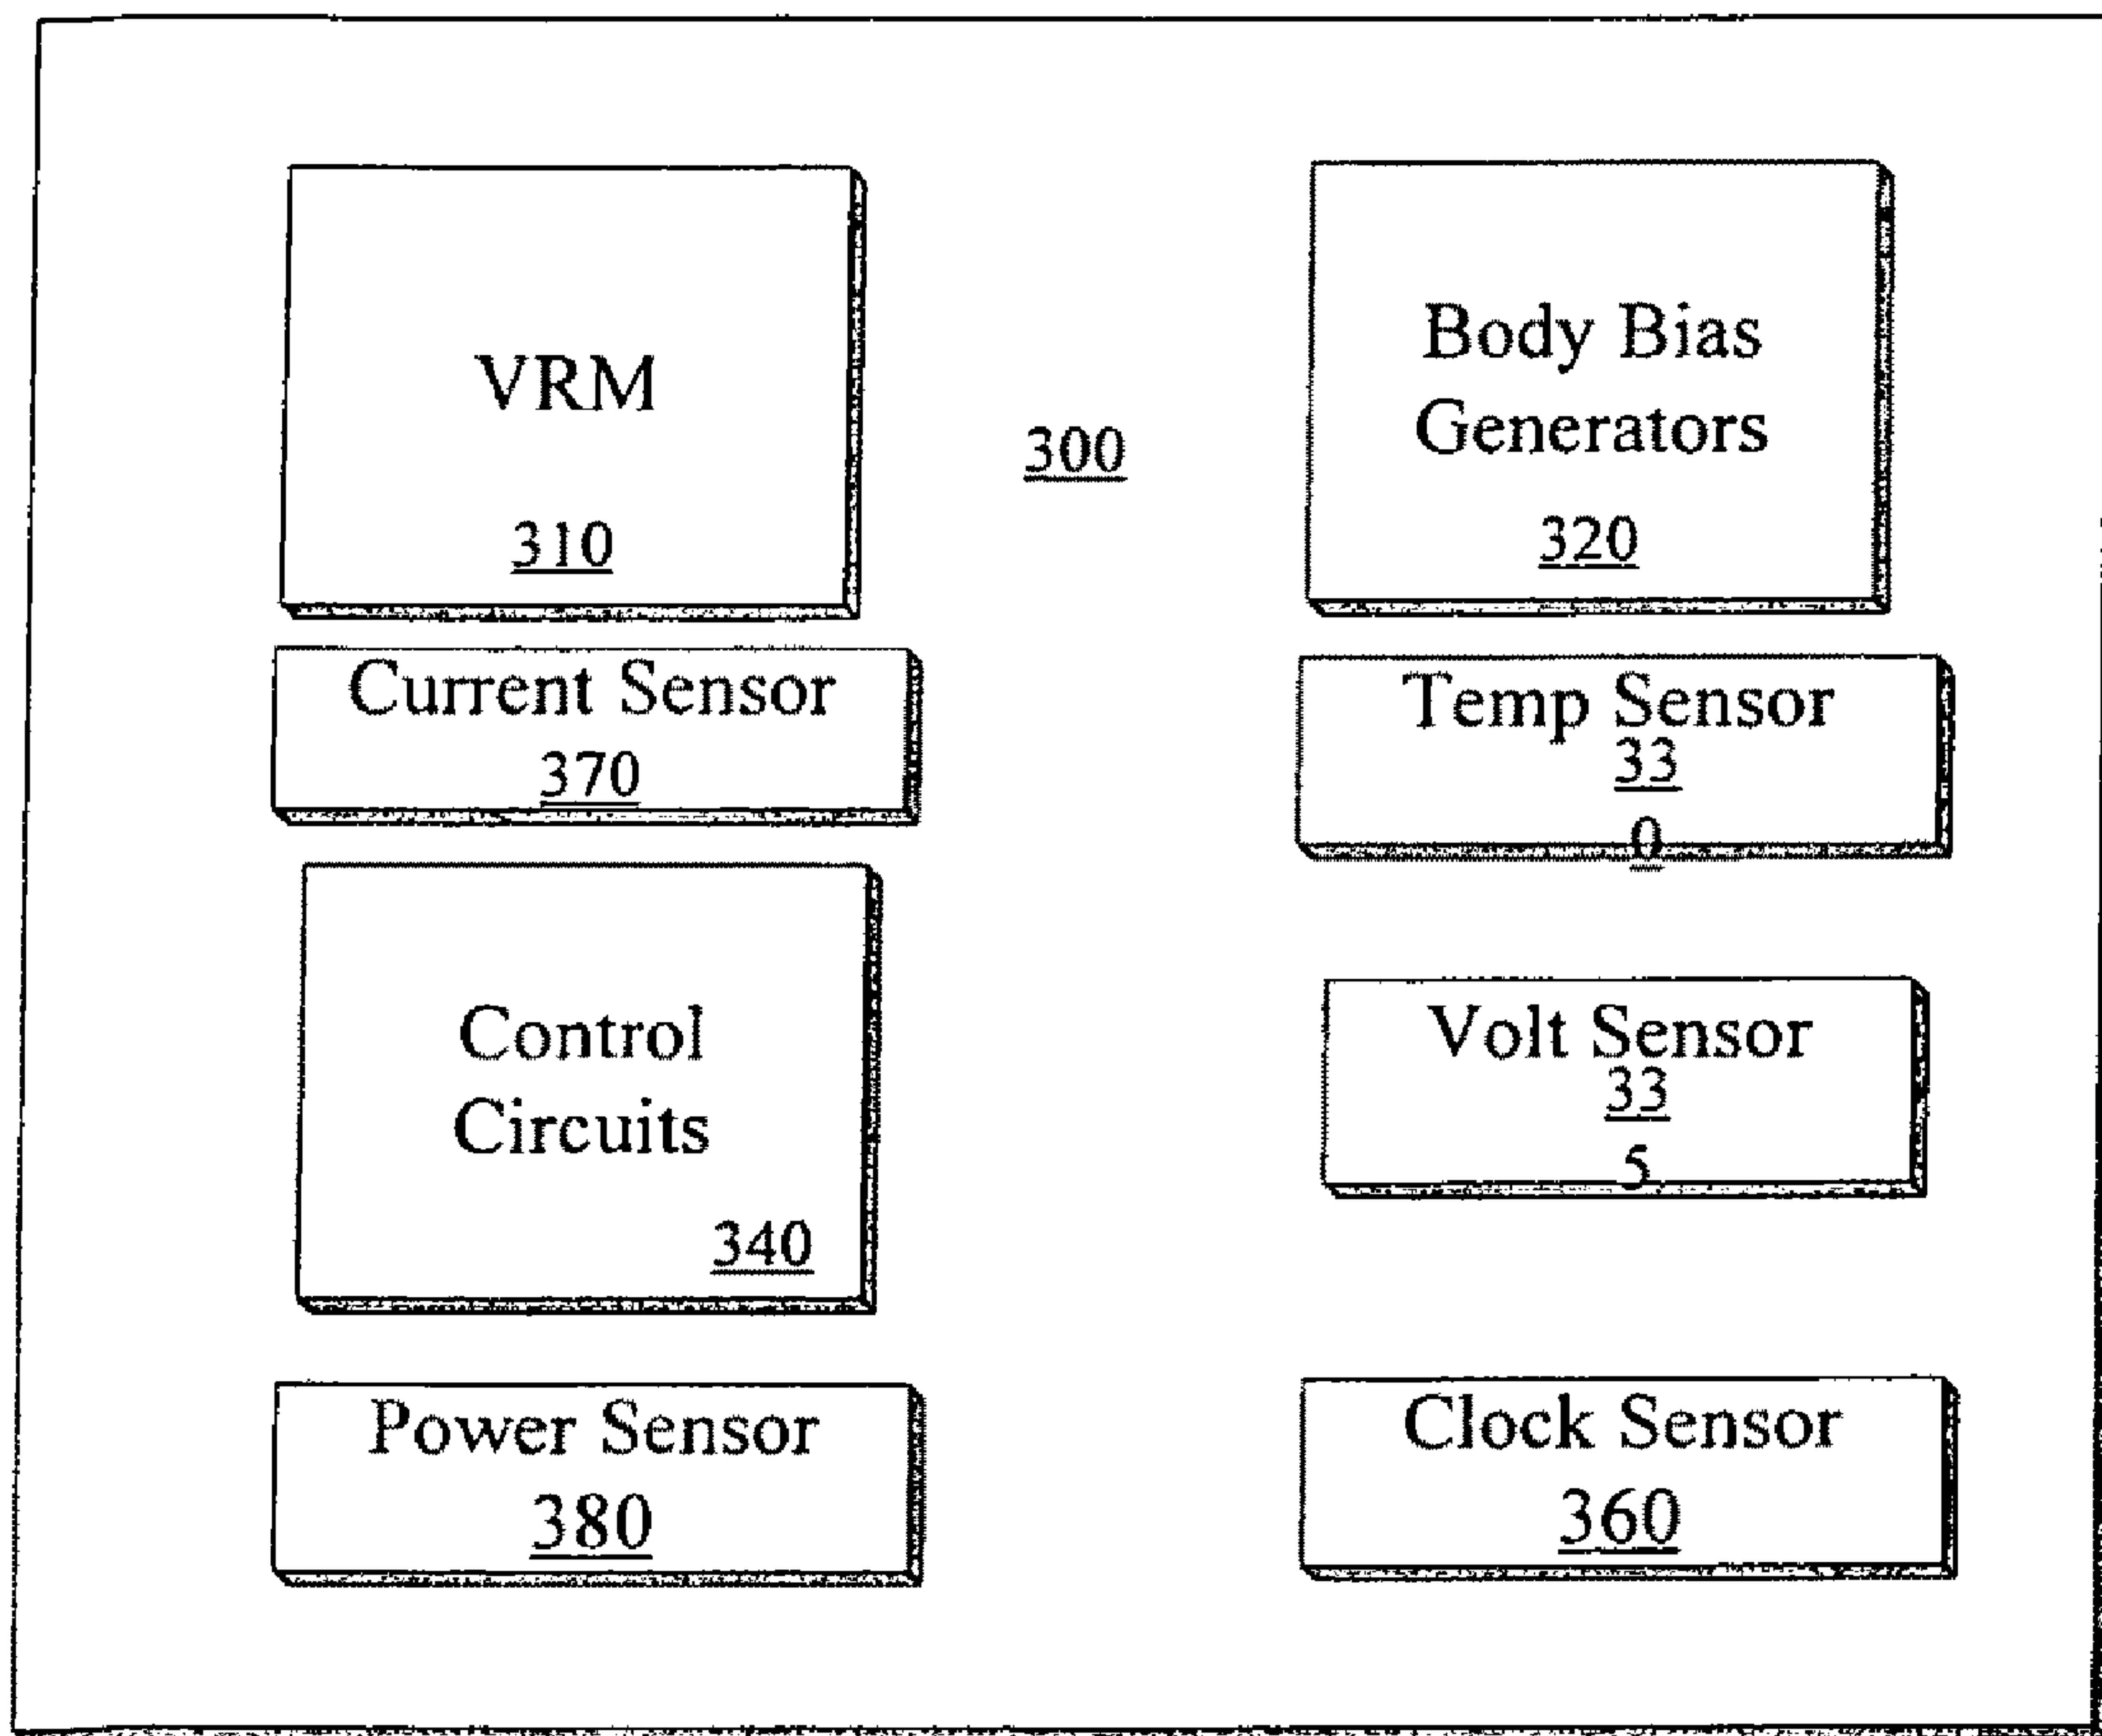 VRM
310
300
Body Bias
Generators
320
Current Sensor
370
Temp Sensor
33
0
Control
Circuits
340
Volt Sensor
33
5
Power Sensor
380
Clock Sensor
360